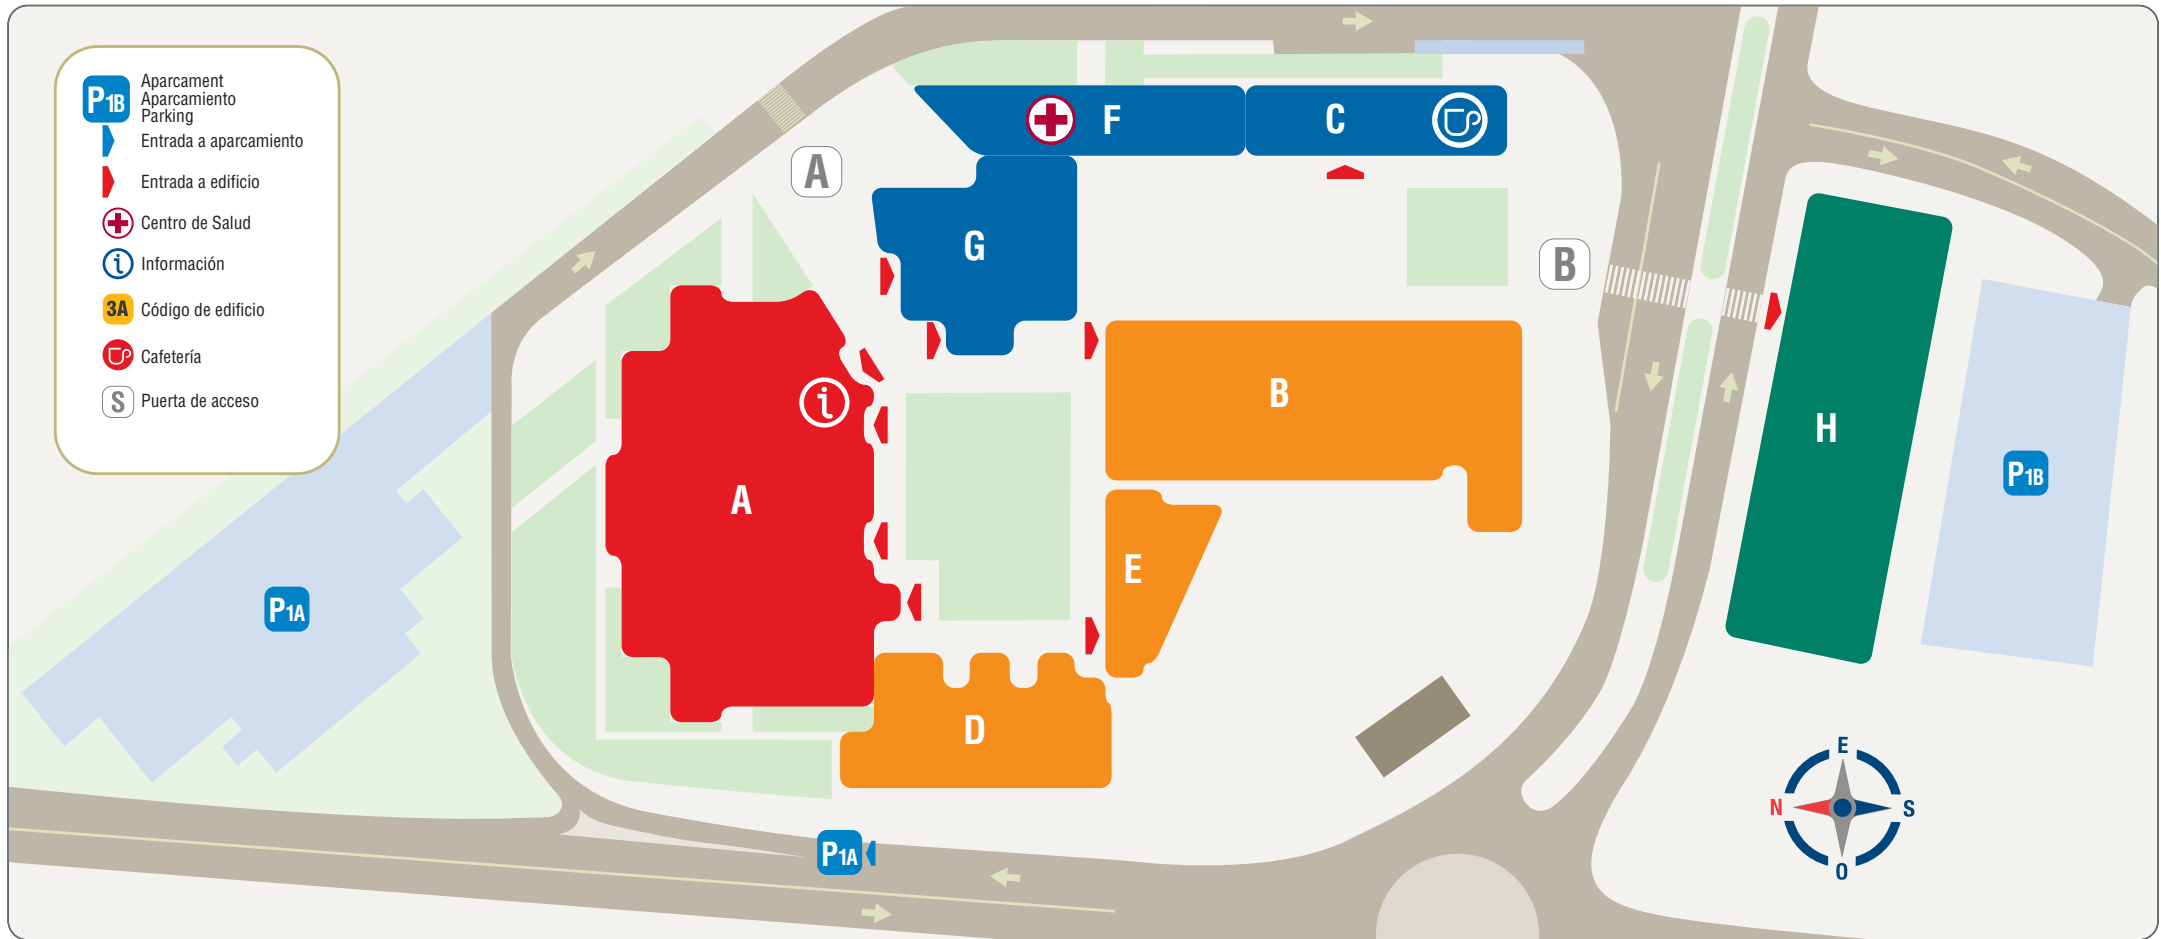 P1B
Aparcament
Aparcamiento
Parking
Entrada a aparcamiento
Entrada a edificio
Centro de Salud
i Información
3A Código de edificio
Cafetería
S Puerta de acceso
F
C
A
G
B
i
B
H
A
P1B
E
P1A
D
E
N
S
O
P1A